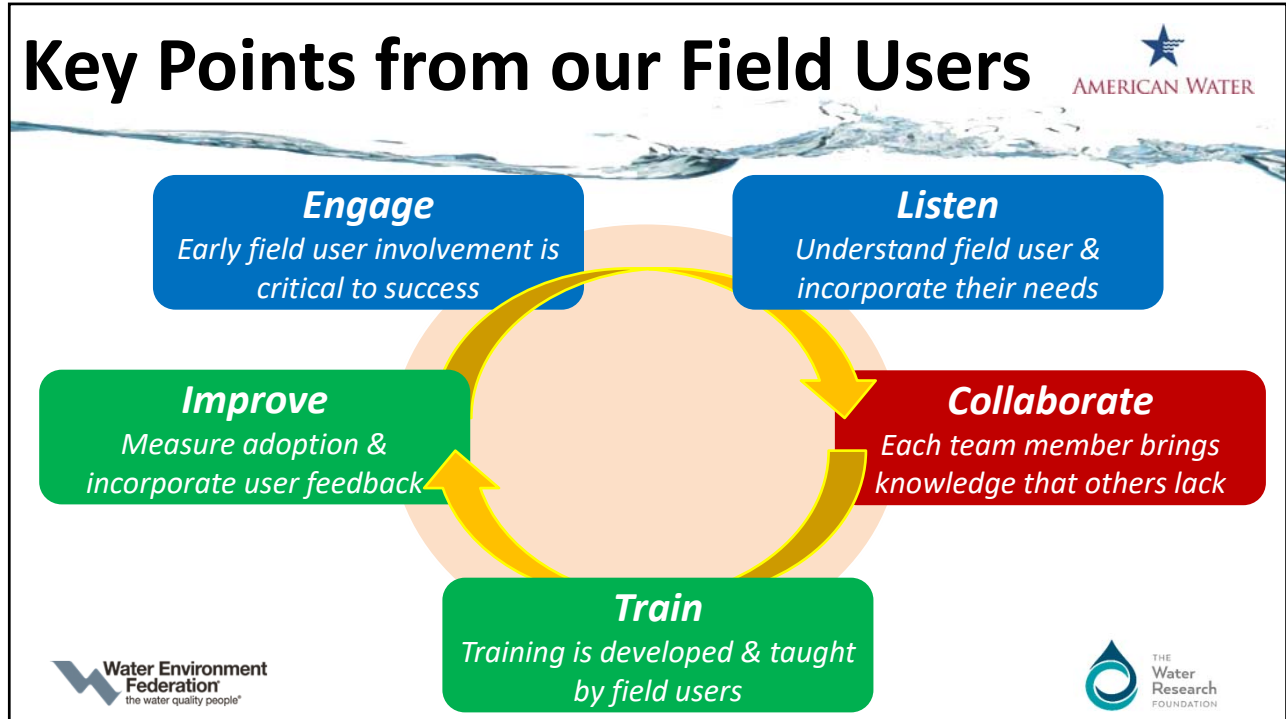 Key Points from our Field Users
AMERICAN WATER
Engage
Early field user involvement is
critical to success
Listen
Understand field user &
incorporate their needs
Improve
Measure adoption &
incorporate user feedback
Collaborate
Each team member brings
knowledge that others lack
Train
Training is developed & taught
by field users
Water Environment
Federation
the water quality people®
THE
Water
Research
FOUNDATION